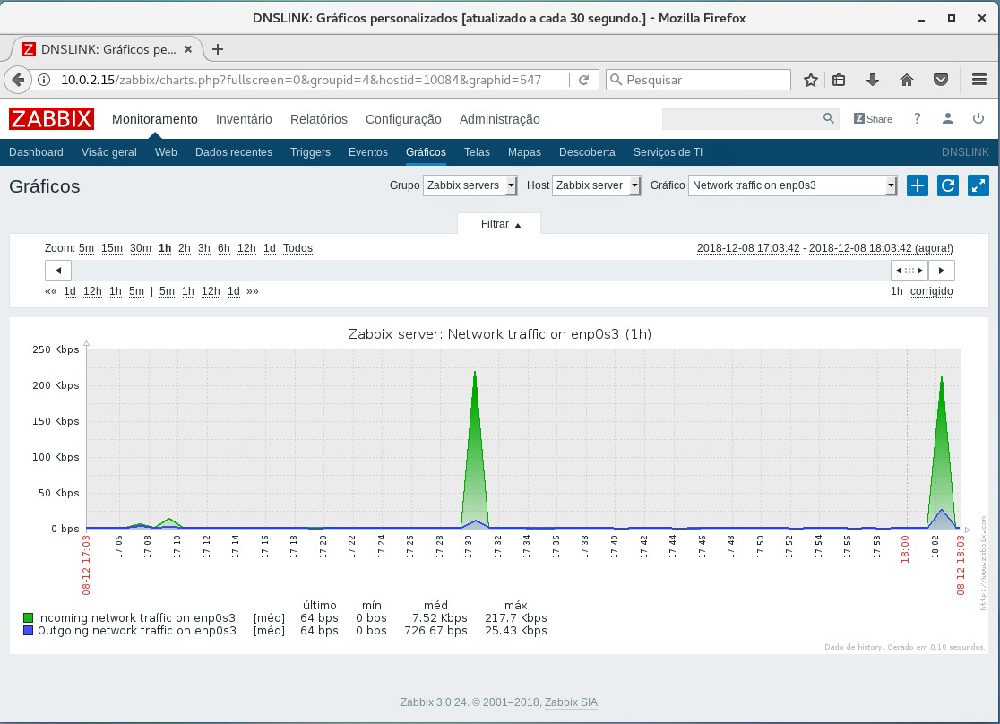 DNSLINK: Gráficos personalizados [atualizado a cada 30 segundo.] - Mozilla Firefox
DNSLINK: Gráficos pe...
10.0.2.15/zabbix/charts.php?fullscreen=0&groupid=4&hostid=10084&graphid=547
Pesquisar
ZABBIX Monitoramento Inventário Relatórios Configuração Administração Z Share ?
Dashboard Visão geral Web Dados recentes Triggers Eventos Gráficos Telas Mapas Descoberta Serviços de TI DNSLINK
Gráficos Grupo Zabbix servers Host Zabbix server Gráfico Network traffic on enp0s3
Filtrar
Zoom: 5m 15m 30m 1h 2h 3h 6h 12h 1d Todos 2018-12-08 17:03:42 - 2018-12-08 18:03:42 (agora!)
«« 1d 12h 1h 5m | 5m 1h 12h 1d »» 1h corrigido
Zabbix server: Network traffic on enp0s3 (1h)
250 Kbps
200 Kbps
150 Kbps
100 Kbps
50 Kbps
0 bps
08-12 17:03 17:06 17:08 17:10 17:12 17:14 17:16 17:18 17:20 17:22 17:24 17:26 17:28 17:30 17:32 17:34 17:36 17:38 17:40 17:42 17:44 17:46 17:48 17:50 17:52 17:54 17:56 17:58 18:00 18:02 08-12 18:03
http://www.zabbix.com
último mín méd máx
Incoming network traffic on enp0s3 [méd] 64 bps 0 bps 7.52 Kbps 217.7 Kbps
Outgoing network traffic on enp0s3 [méd] 64 bps 0 bps 726.67 bps 25.43 Kbps
Dado de history. Gerado em 0.10 segundos.
Zabbix 3.0.24. © 2001–2018, Zabbix SIA